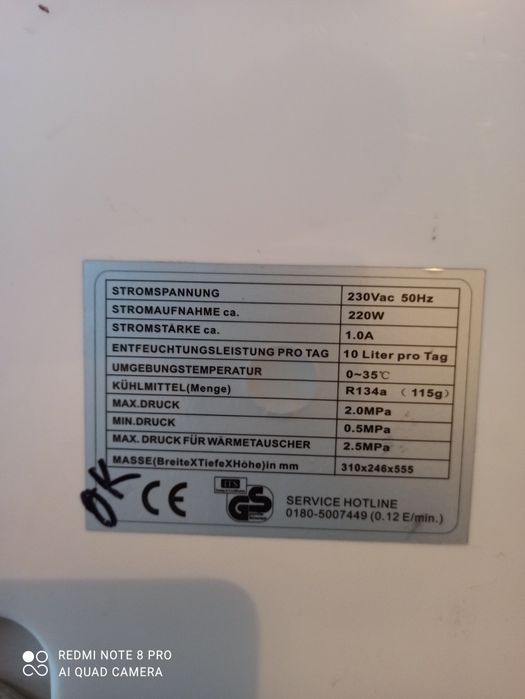 STROMSPANNUNG 230Vac 50Hz
STROMAUFNAHME ca. 220W
STROMSTÄRKE ca. 1.0A
ENTFEUCHTUNGSLEISTUNG PRO TAG 10 Liter pro Tag
UMGEBUNGSTEMPERATUR 0~35℃
KÜHLMITTEL(Menge) R134a (115g)
MAX.DRUCK 2.0MPa
MIN.DRUCK 0.5MPa
MAX. DRUCK FÜR WÄRMETAUSCHER 2.5MPa
MASSE(BreiteXTiefeXHöhe)in mm 310x246x555
OK
CE
ITS
GS
SERVICE HOTLINE
0180-5007449 (0.12 E/min.)
REDMI NOTE 8 PRO
AI QUAD CAMERA